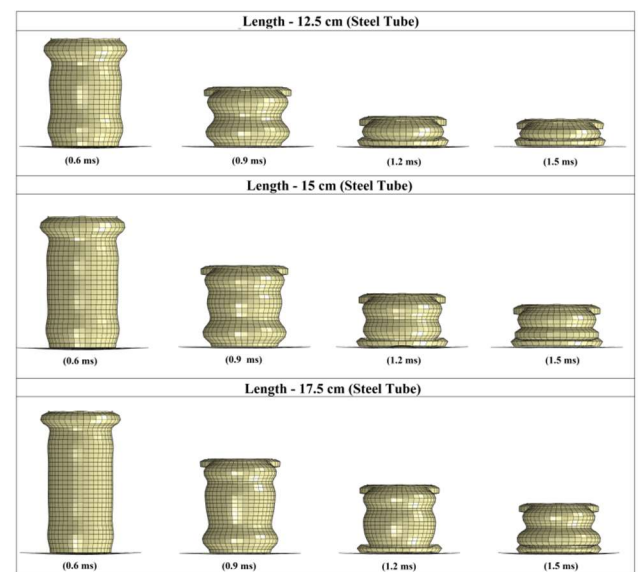 Length - 12.5 cm (Steel Tube)
(0.6 ms) (0.9 ms) (1.2 ms) (1.5 ms)
Length - 15 cm (Steel Tube)
(0.6 ms) (0.9 ms) (1.2 ms) (1.5 ms)
Length - 17.5 cm (Steel Tube)
(0.6 ms) (0.9 ms) (1.2 ms) (1.5 ms)